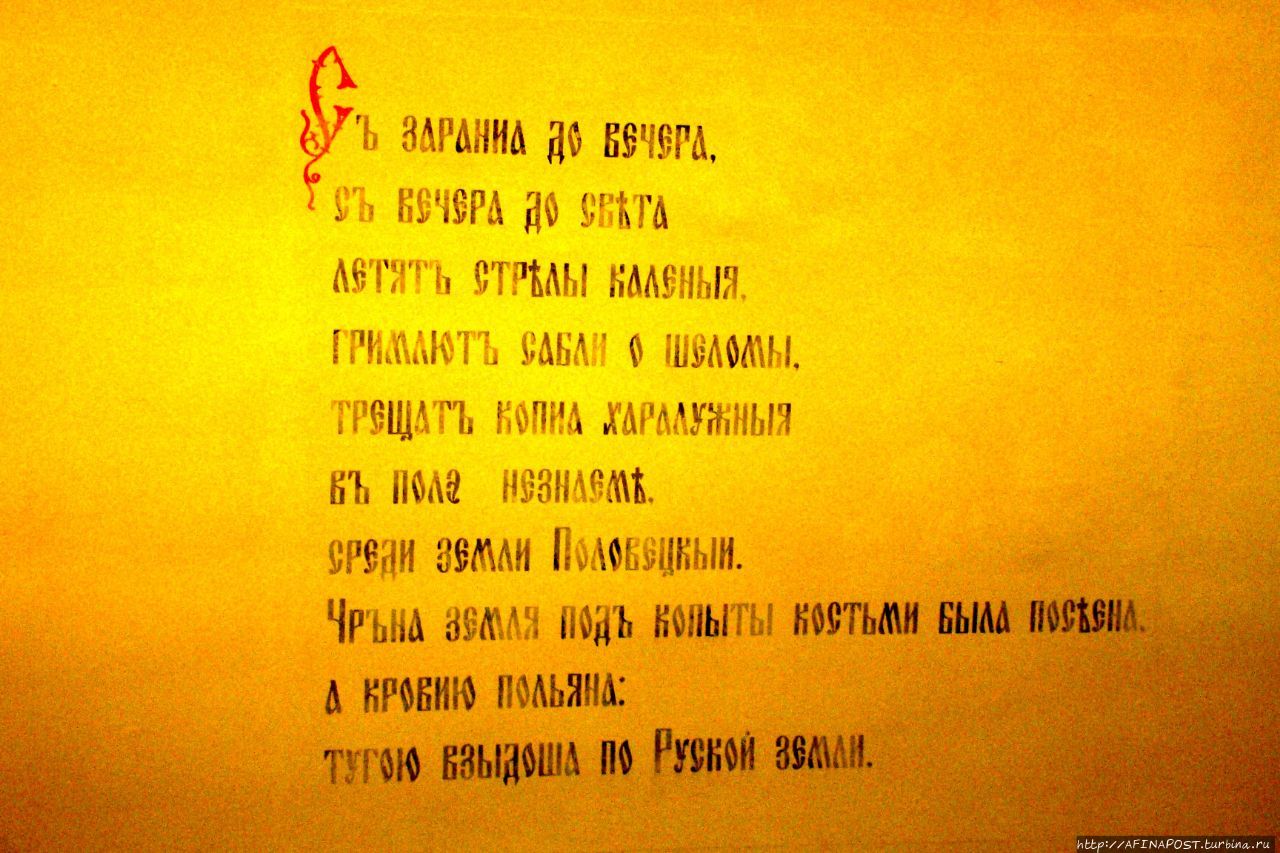 Съ зараниа до вечера,
съ вечера до свѣта
летятъ стрѣлы каленыя,
гримлютъ сабли о шеломы,
трещатъ копиа харалужныя
въ полѣ незнаемѣ,
среди земли Половецкыи.
Чръна земля подъ копыты костьми была посѣена,
а кровию польяна:
тугою взыдоша по Руской земли.
http://AFINAPOST.turbina.ru